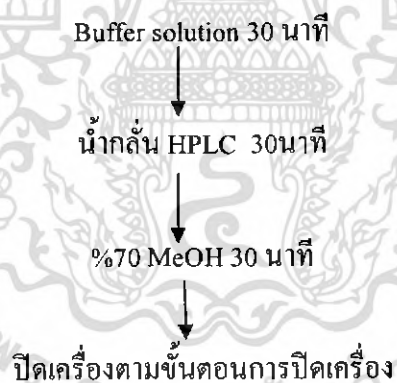 Buffer solution 30 นาที
น้ำกลั่น HPLC 30นาที
%70 MeOH 30 นาที
ปิดเครื่องตามขั้นตอนการปิดเครื่อง